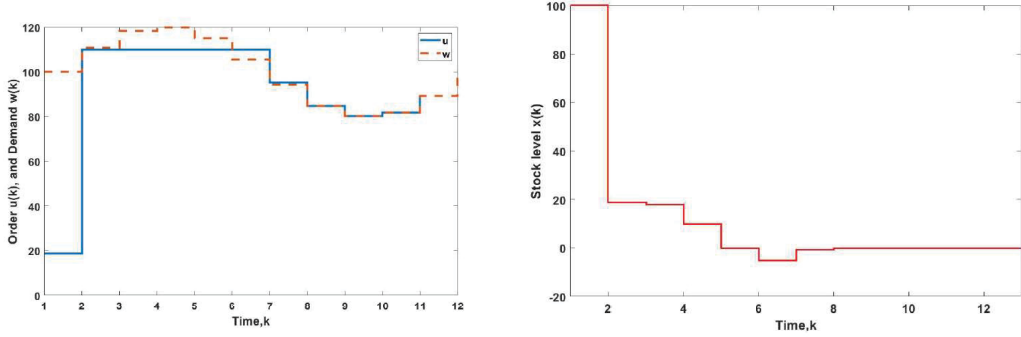 Order u(k), and Demand w(k)
120
100
80
60
40
20
0
u
w
1 2 3 4 5 6 7 8 9 10 11 12
Time,k
Stock level x(k)
100
80
60
40
20
0
-20
2 4 6 8 10 12
Time,k